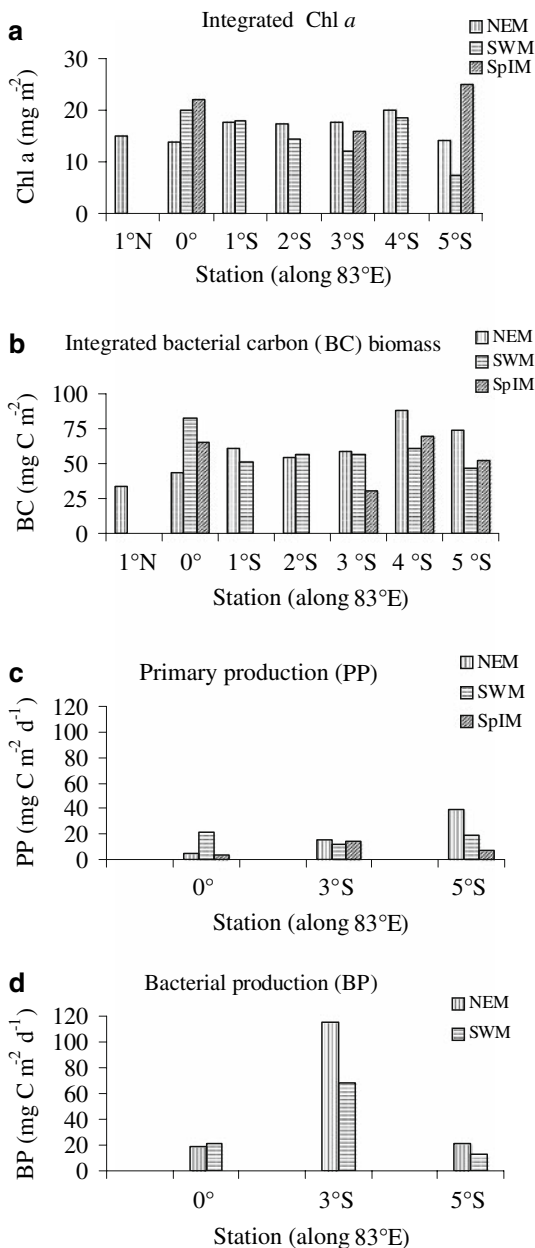 a
Integrated Chl a
NEM
SWM
SpIM
Chl a (mg m⁻²)
30
20
10
0
1°N 0° 1°S 2°S 3°S 4°S 5°S
Station (along 83°E)
b
Integrated bacterial carbon (BC) biomass
NEM
SWM
SpIM
BC (mg C m⁻²)
100
75
50
25
0
1°N 0° 1°S 2°S 3 °S 4 °S 5 °S
Station (along 83°E)
c
Primary production (PP)
NEM
SWM
SpIM
PP (mg C m⁻² d⁻¹)
120
100
80
60
40
20
0
0° 3°S 5°S
Station (along 83°E)
d
Bacterial production (BP)
NEM
SWM
BP (mg C m⁻² d⁻¹)
120
100
80
60
40
20
0
0° 3°S 5°S
Station (along 83°E)